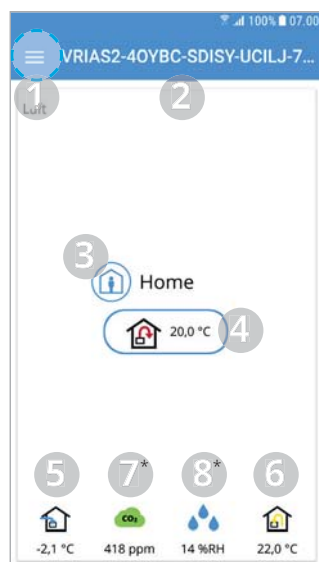 100% 07.00
VRIAS2-4OYBC-SDISY-UCILJ-7...
1
2
Luft
3
Home
20,0 °C
4
5
7*
8*
6
CO₂
-2,1 °C
418 ppm
14 %RH
22,0 °C